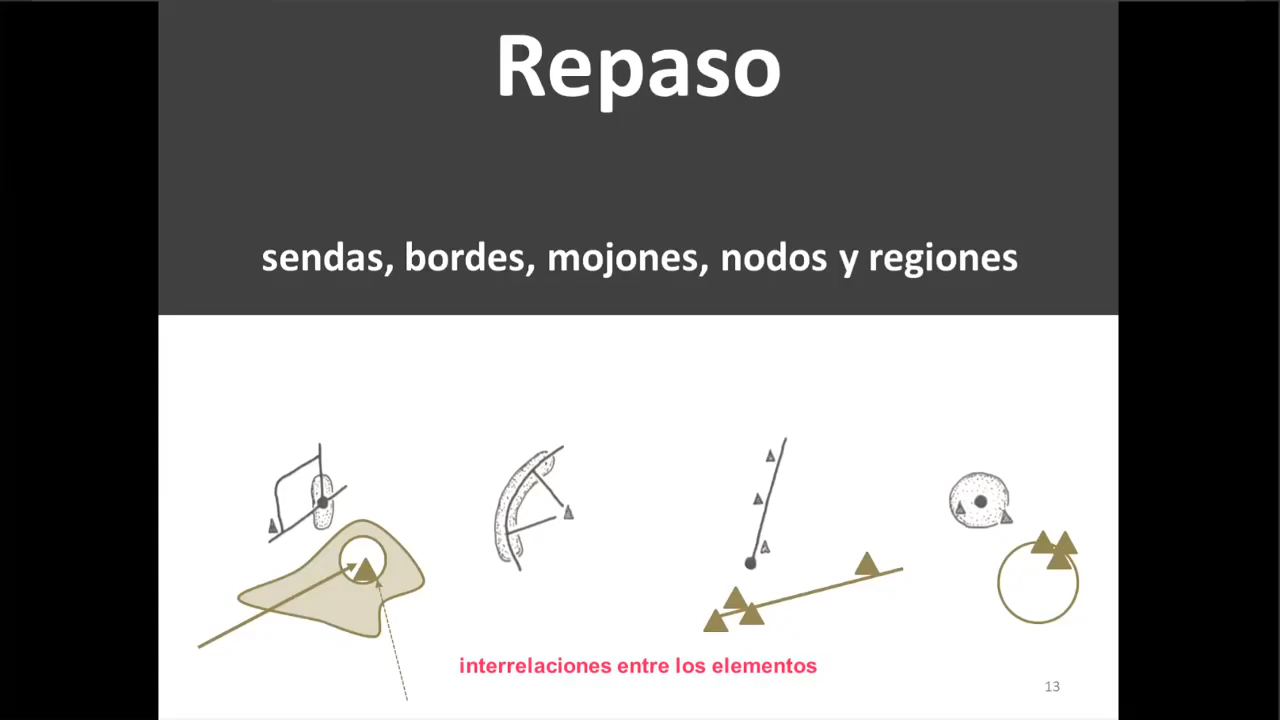 Repaso
sendas, bordes, mojones, nodos y regiones
interrelaciones entre los elementos
13